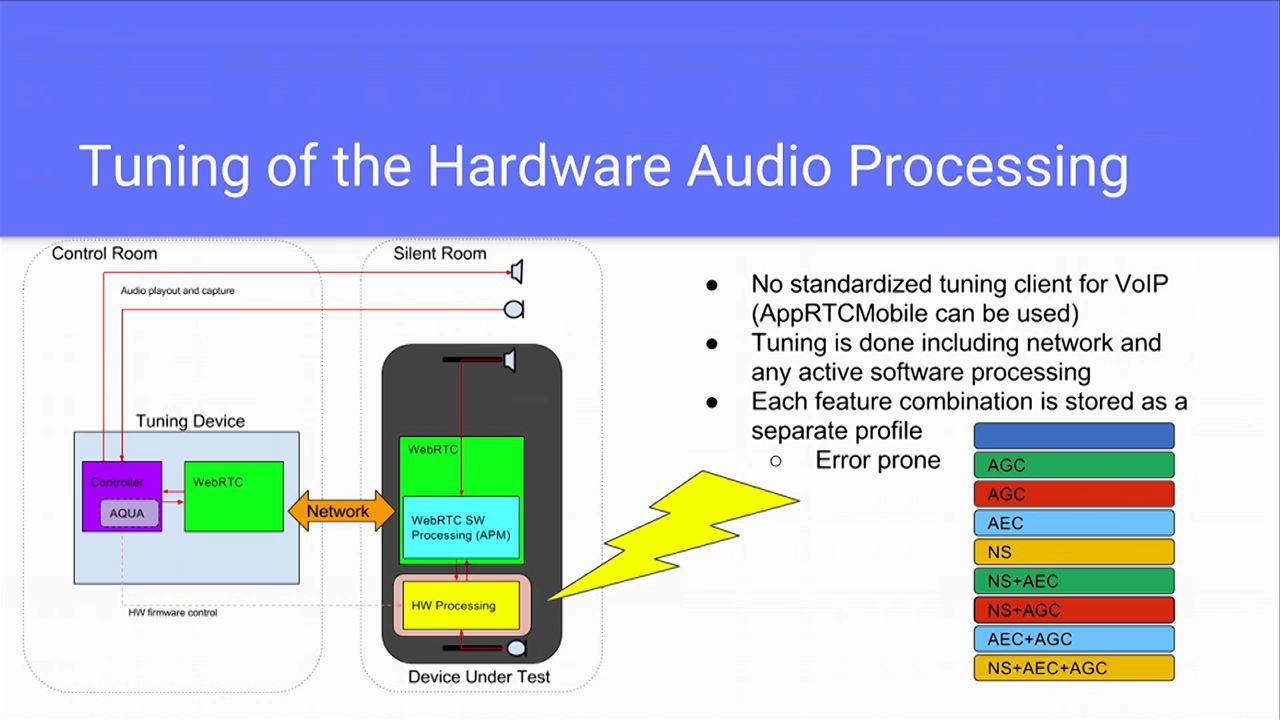 Tuning of the Hardware Audio Processing
Control Room
Silent Room
Audio playout and capture
Tuning Device
Controller
AQUA
WebRTC
Network
HW firmware control
WebRTC
WebRTC SW
Processing (APM)
HW Processing
Device Under Test
● No standardized tuning client for VoIP
(AppRTCMobile can be used)
● Tuning is done including network and
any active software processing
● Each feature combination is stored as a
separate profile
○ Error prone
AGC
AGC
AEC
NS
NS+AEC
NS+AGC
AEC+AGC
NS+AEC+AGC